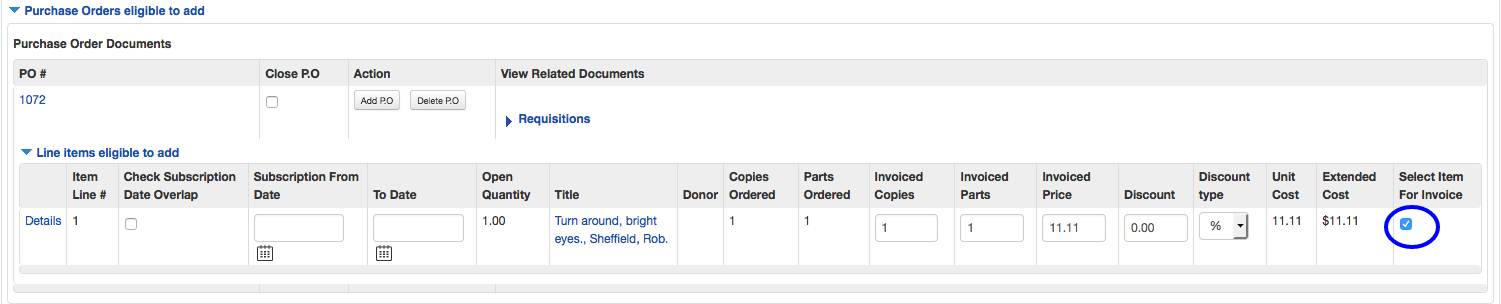 Purchase Orders eligible to add
Purchase Order Documents
PO # Close P.O Action View Related Documents
1072 Add P.O Delete P.O
Requisitions
Line items eligible to add
Item Line # Check Subscription Date Overlap Subscription From Date To Date Open Quantity Title Donor Copies Ordered Parts Ordered Invoiced Copies Invoiced Parts Invoiced Price Discount Discount type Unit Cost Extended Cost Select Item For Invoice
Details 1 1.00 Turn around, bright eyes., Sheffield, Rob. 1 1 1 1 11.11 0.00 % 11.11 $11.11